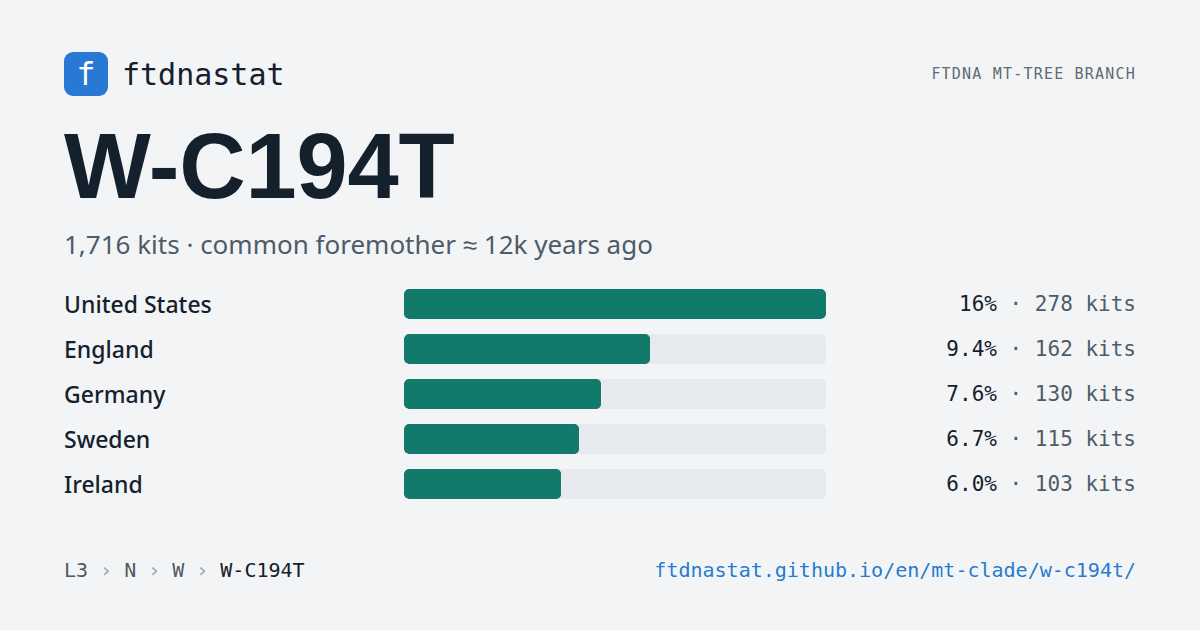 f ftdnastat
FTDNA MT-TREE BRANCH
W-C194T
1,716 kits · common foremother ≈ 12k years ago
United States 16% · 278 kits
England 9.4% · 162 kits
Germany 7.6% · 130 kits
Sweden 6.7% · 115 kits
Ireland 6.0% · 103 kits
L3 › N › W › W-C194T
ftdnastat.github.io/en/mt-clade/w-c194t/